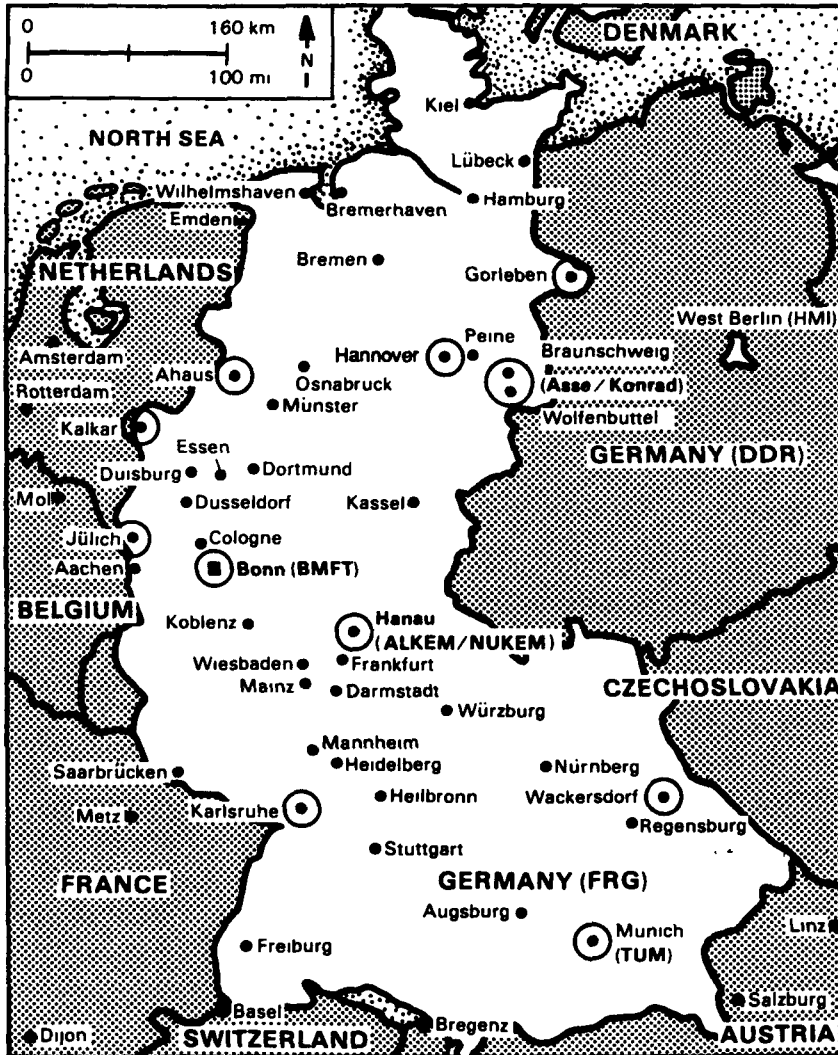 0 160 km
N
0 100 mi
DENMARK
Kiel
NORTH SEA
Lübeck
Wilhelmshaven
Bremerhaven
Hamburg
Emden
Bremen
NETHERLANDS
Gorleben
West Berlin (HMI)
Amsterdam
Ahaus
Osnabruck
Hannover
Peine
Braunschweig
(Asse/Konrad)
Wolfenbuttel
Rotterdam
Münster
Kalkar
Essen
GERMANY (DDR)
Duisburg
Dortmund
Mol
Dusseldorf
Kassel
Jülich
Cologne
Aachen
Bonn (BMFT)
BELGIUM
Koblenz
Hanau
(ALKEM/NUKEM)
Wiesbaden
Frankfurt
Mainz
Darmstadt
CZECHOSLOVAKIA
Würzburg
Mannheim
Saarbrücken
Heidelberg
Nürnberg
Metz
Karlsruhe
Heilbronn
Wackersdorf
Regensburg
Stuttgart
FRANCE
GERMANY (FRG)
Augsburg
Munich
(TUM)
Linz
Freiburg
Basel
Salzburg
Dijon
SWITZERLAND
Bregenz
AUSTRIA